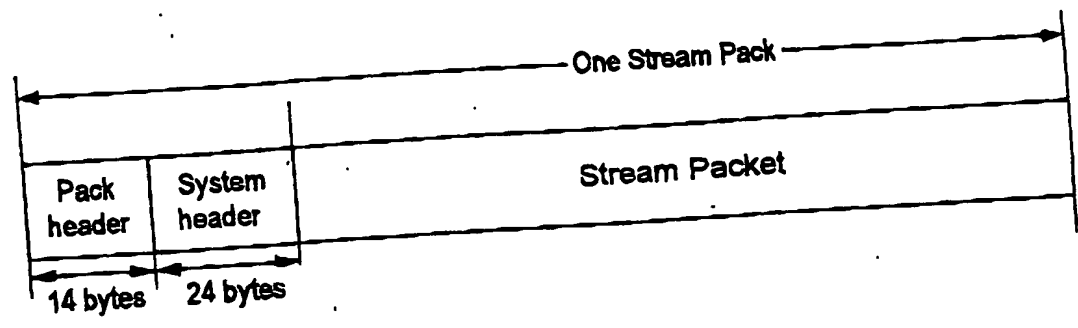 One Stream Pack
Pack
header
System
header
Stream Packet
14 bytes
24 bytes